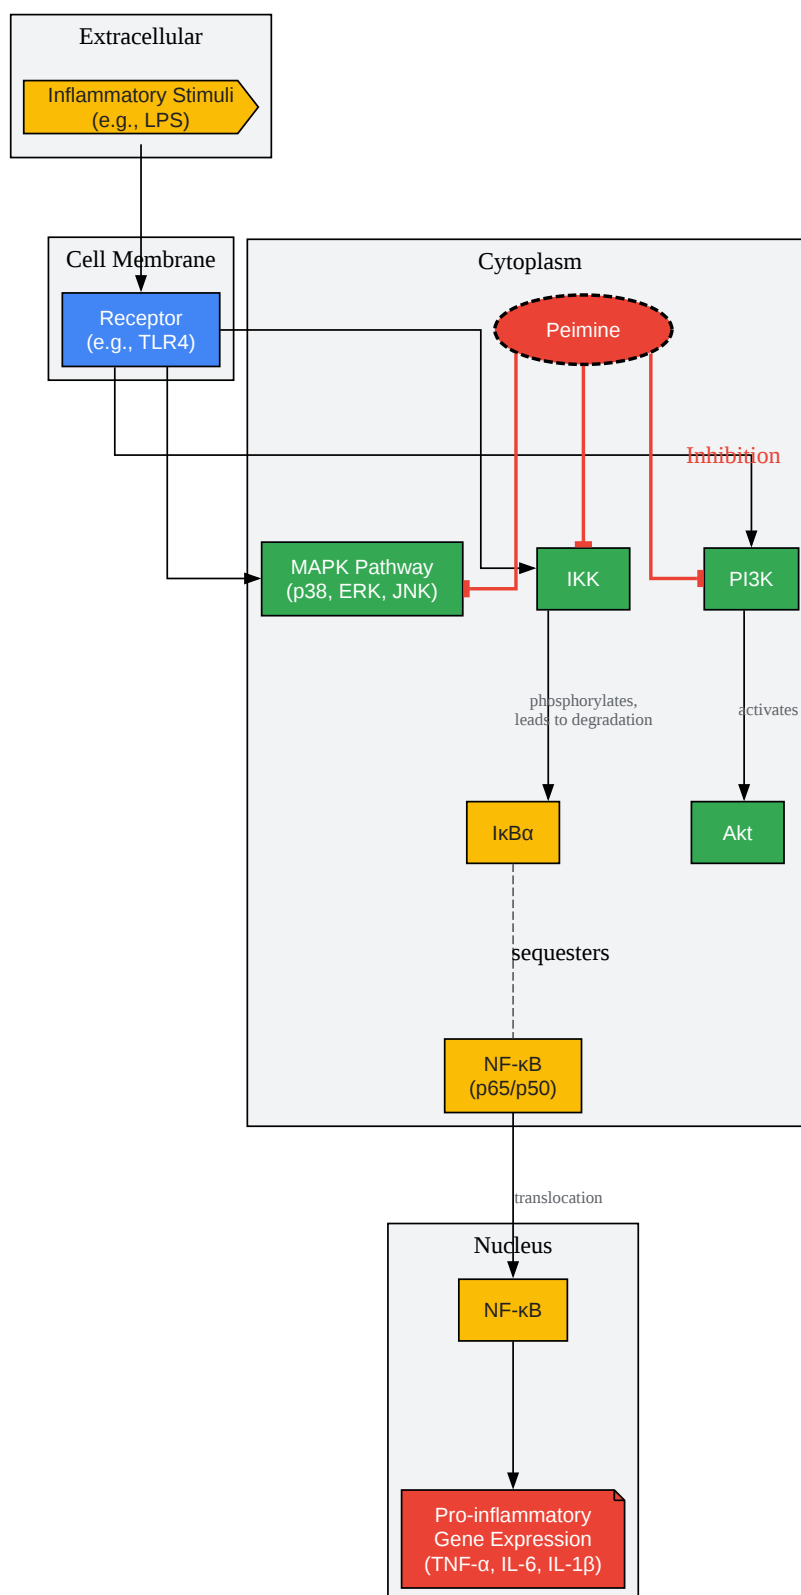 Extracellular
Inflammatory Stimuli
(e.g., LPS)
Cell Membrane
Receptor
(e.g., TLR4)
Cytoplasm
Peimine
Inhibition
MAPK Pathway
(p38, ERK, JNK)
IKK
PI3K
phosphorylates,
leads to degradation
activates
IκBα
Akt
sequesters
NF-κB
(p65/p50)
translocation
Nucleus
NF-κB
Pro-inflammatory
Gene Expression
(TNF-α, IL-6, IL-1β)